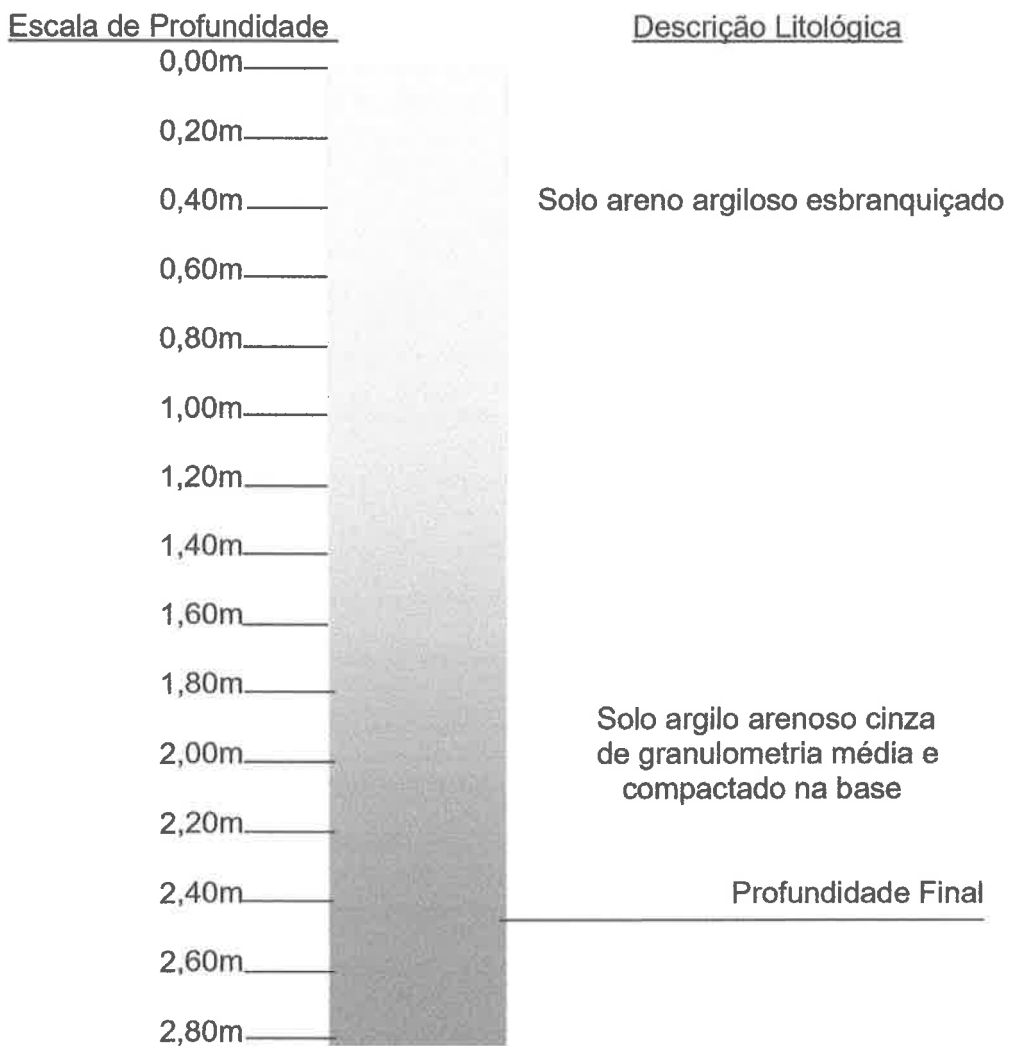 Escala de Profundidade
Descrição Litológica
0,00m
0,20m
0,40m
Solo areno argiloso esbranquiçado
0,60m
0,80m
1,00m
1,20m
1,40m
1,60m
1,80m
Solo argilo arenoso cinza
2,00m
de granulometria média e
compactado na base
2,20m
2,40m
Profundidade Final
2,60m
2,80m